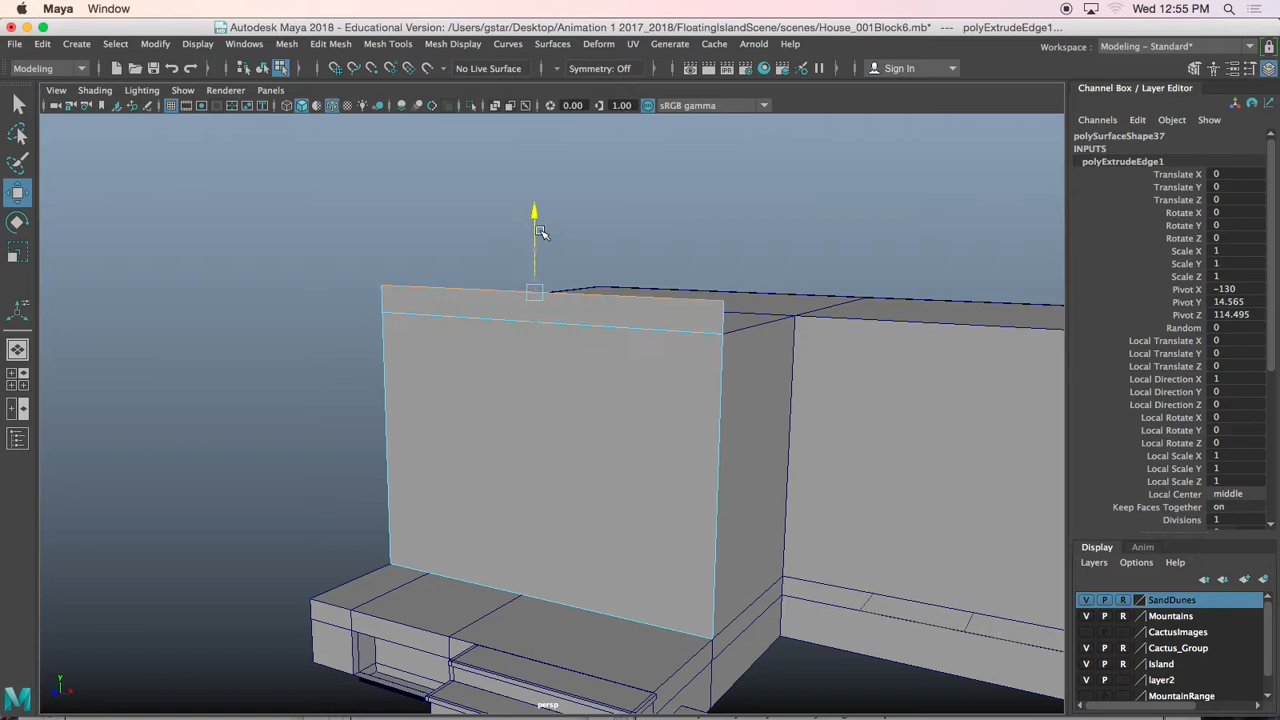 Maya Window Wed 12:55 PM
Autodesk Maya 2018 - Educational Version: /Users/gstar/Desktop/Animation 1 2017_2018/FloatingIslandScene/scenes/House_001Block6.mb* --- polyExtrudeEdge1...
File Edit Create Select Modify Display Windows Mesh Edit Mesh Mesh Tools Mesh Display Curves Surfaces Deform UV Generate Cache Arnold Help Workspace : Modeling - Standard*
Modeling No Live Surface Symmetry: Off Sign In
View Shading Lighting Show Renderer Panels Channel Box / Layer Editor
0.00 1.00 sRGB gamma
Channels Edit Object Show
polySurfaceShape37
INPUTS
polyExtrudeEdge1
Translate X 0
Translate Y 0
Translate Z 0
Rotate X 0
Rotate Y 0
Rotate Z 0
Scale X 1
Scale Y 1
Scale Z 1
Pivot X -130
Pivot Y 14.565
Pivot Z 114.495
Random 0
Local Translate X 0
Local Translate Y 0
Local Translate Z 0
Local Direction X 1
Local Direction Y 0
Local Direction Z 0
Local Rotate X 0
Local Rotate Y 0
Local Rotate Z 0
Local Scale X 1
Local Scale Y 1
Local Scale Z 1
Local Center middle
Keep Faces Together on
Divisions 1
Display Anim
Layers Options Help
V P R SandDunes
V P R Mountains
CactusImages
V P R Cactus_Group
V P R Island
V P layer2
MountainRange
y
persp